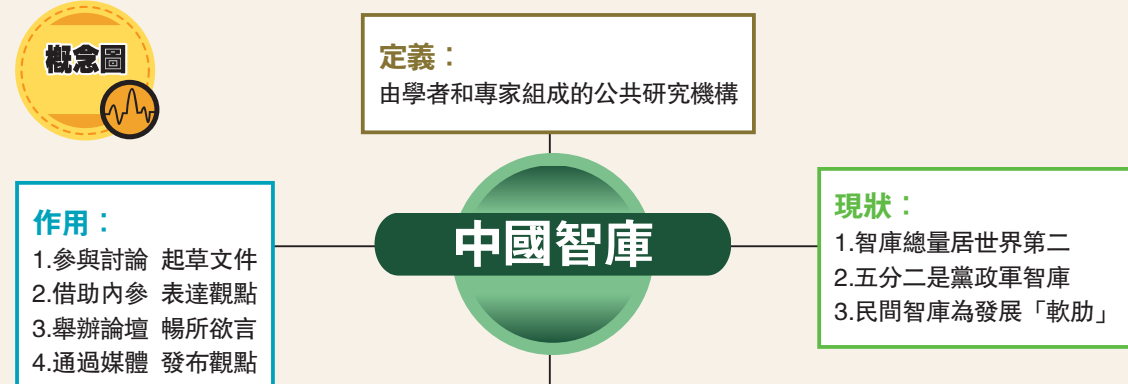 概念圖
定義：
由學者和專家組成的公共研究機構
中國智庫
作用：
1.參與討論 起草文件
2.借助內參 表達觀點
3.舉辦論壇 暢所欲言
4.通過媒體 發布觀點
現狀：
1.智庫總量居世界第二
2.五分二是黨政軍智庫
3.民間智庫為發展「軟肋」